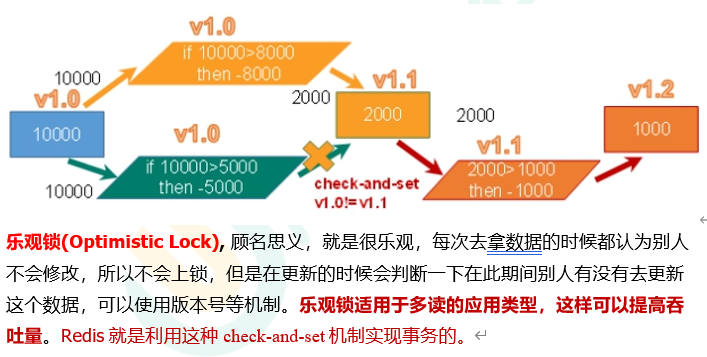 v1.0
if 10000>8000
then -8000
10000
v1.0
10000
v1.1
2000
2000
v1.0
if 10000>5000
then -5000
10000
check-and-set
v1.0!= v1.1
2000
v1.1
2000> 1000
then -1000
v1.2
1000
乐观锁(Optimistic Lock), 顾名思义，就是很乐观，每次去拿数据的时候都认为别人
不会修改，所以不会上锁，但是在更新的时候会判断一下在此期间别人有没有去更新
这个数据，可以使用版本号等机制。乐观锁适用于多读的应用类型，这样可以提高吞
吐量。Redis 就是利用这种 check-and-set 机制实现事务的。